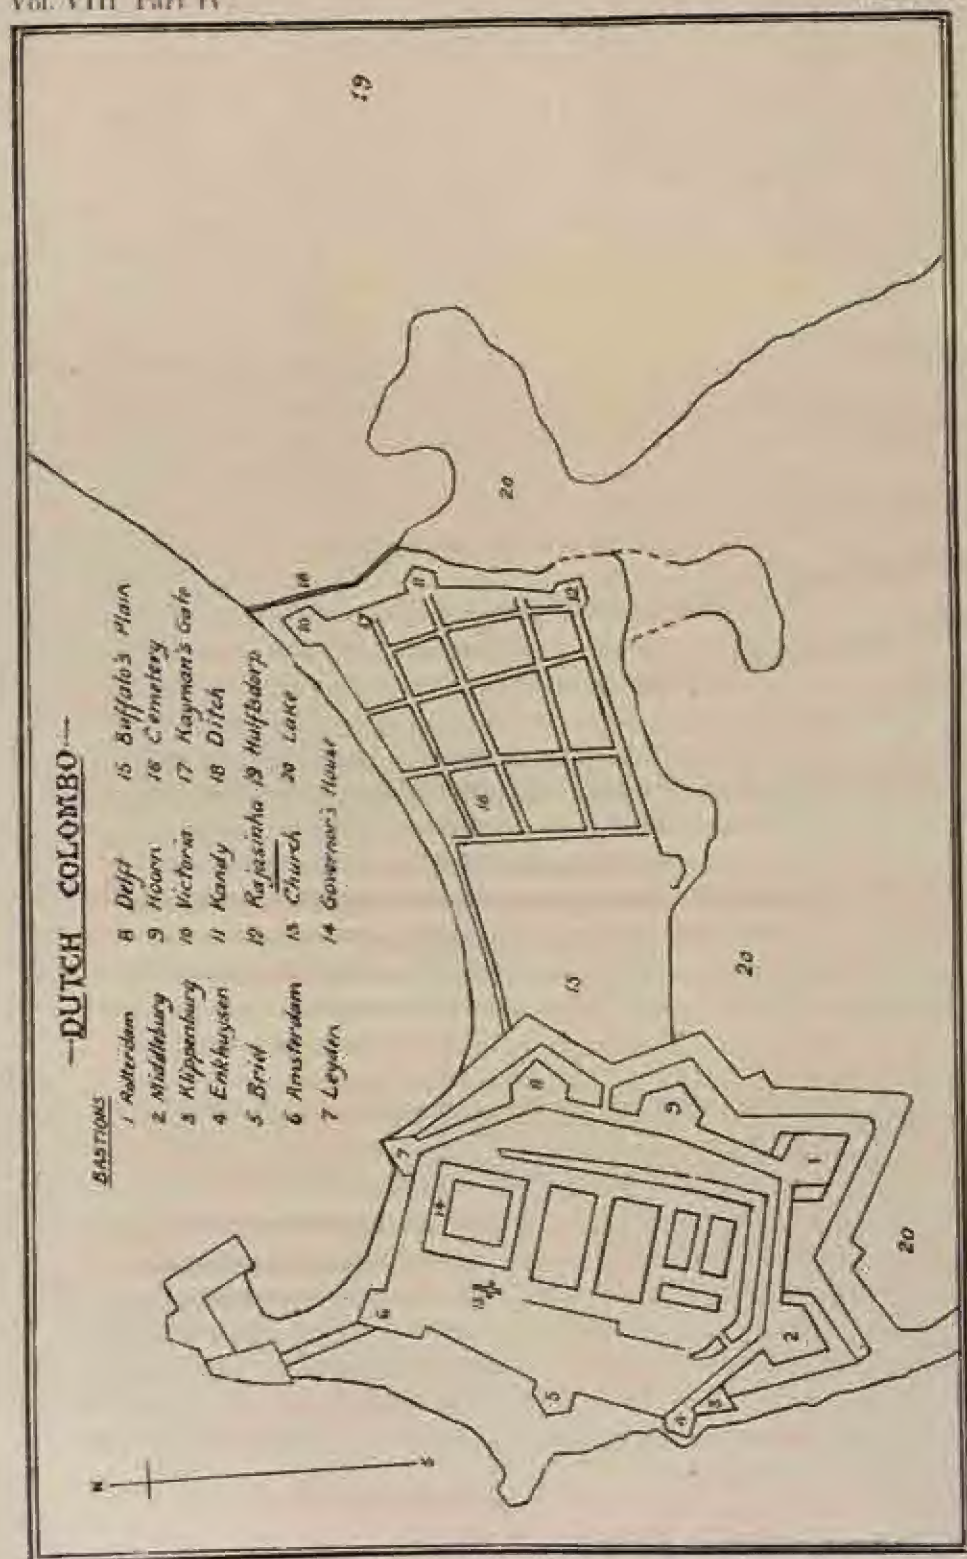 Vol. VIII Part IV
—DUTCH COLOMBO—
BASTIONS
1 Rotterdam
2 Middleburg
3 Klippenburg
4 Enkhuysen
5 Briel
6 Amsterdam
7 Leyden
8 Delft
9 Hoorn
10 Victoria
11 Kandy
12 Rajasinha
13 Church
14 Governor's House
15 Buffalo's Plain
16 Cemetery
17 Kayman's Gate
18 Ditch
19 Hulftsdorp
20 Lake
N
S
19
20
18
10
17
11
12
16
15
20
8
7
9
14
1
6
13
20
5
2
4
3